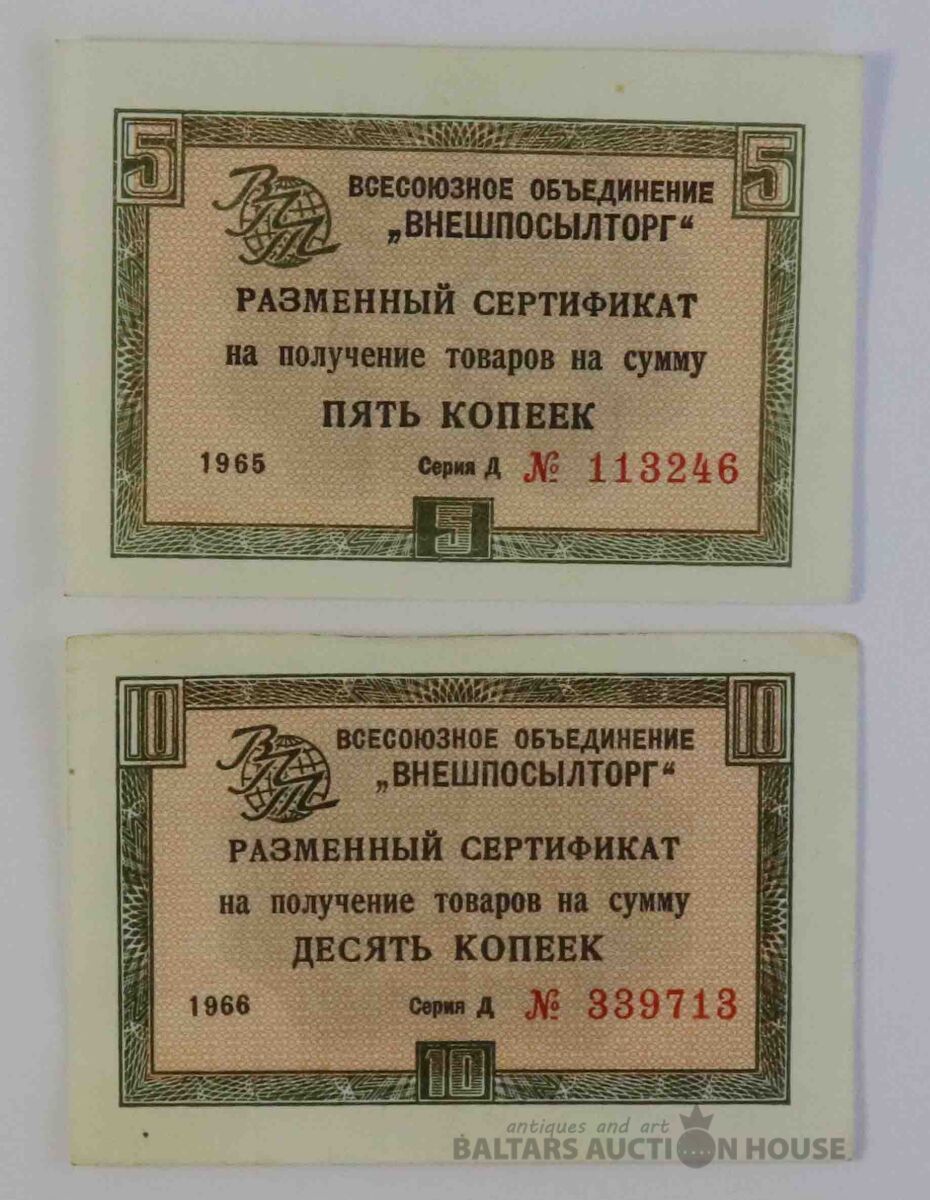 5 5
ВПТ
ВСЕСОЮЗНОЕ ОБЪЕДИНЕНИЕ
„ВНЕШПОСЫЛТОРГ“
РАЗМЕННЫЙ СЕРТИФИКАТ
на получение товаров на сумму
ПЯТЬ КОПЕЕК
1965 Серия Д № 113246
5
10 10
ВПТ
ВСЕСОЮЗНОЕ ОБЪЕДИНЕНИЕ
„ВНЕШПОСЫЛТОРГ“
РАЗМЕННЫЙ СЕРТИФИКАТ
на получение товаров на сумму
ДЕСЯТЬ КОПЕЕК
1966 Серия Д № 339713
10
antiques and art
BALTARS AUCTION HOUSE